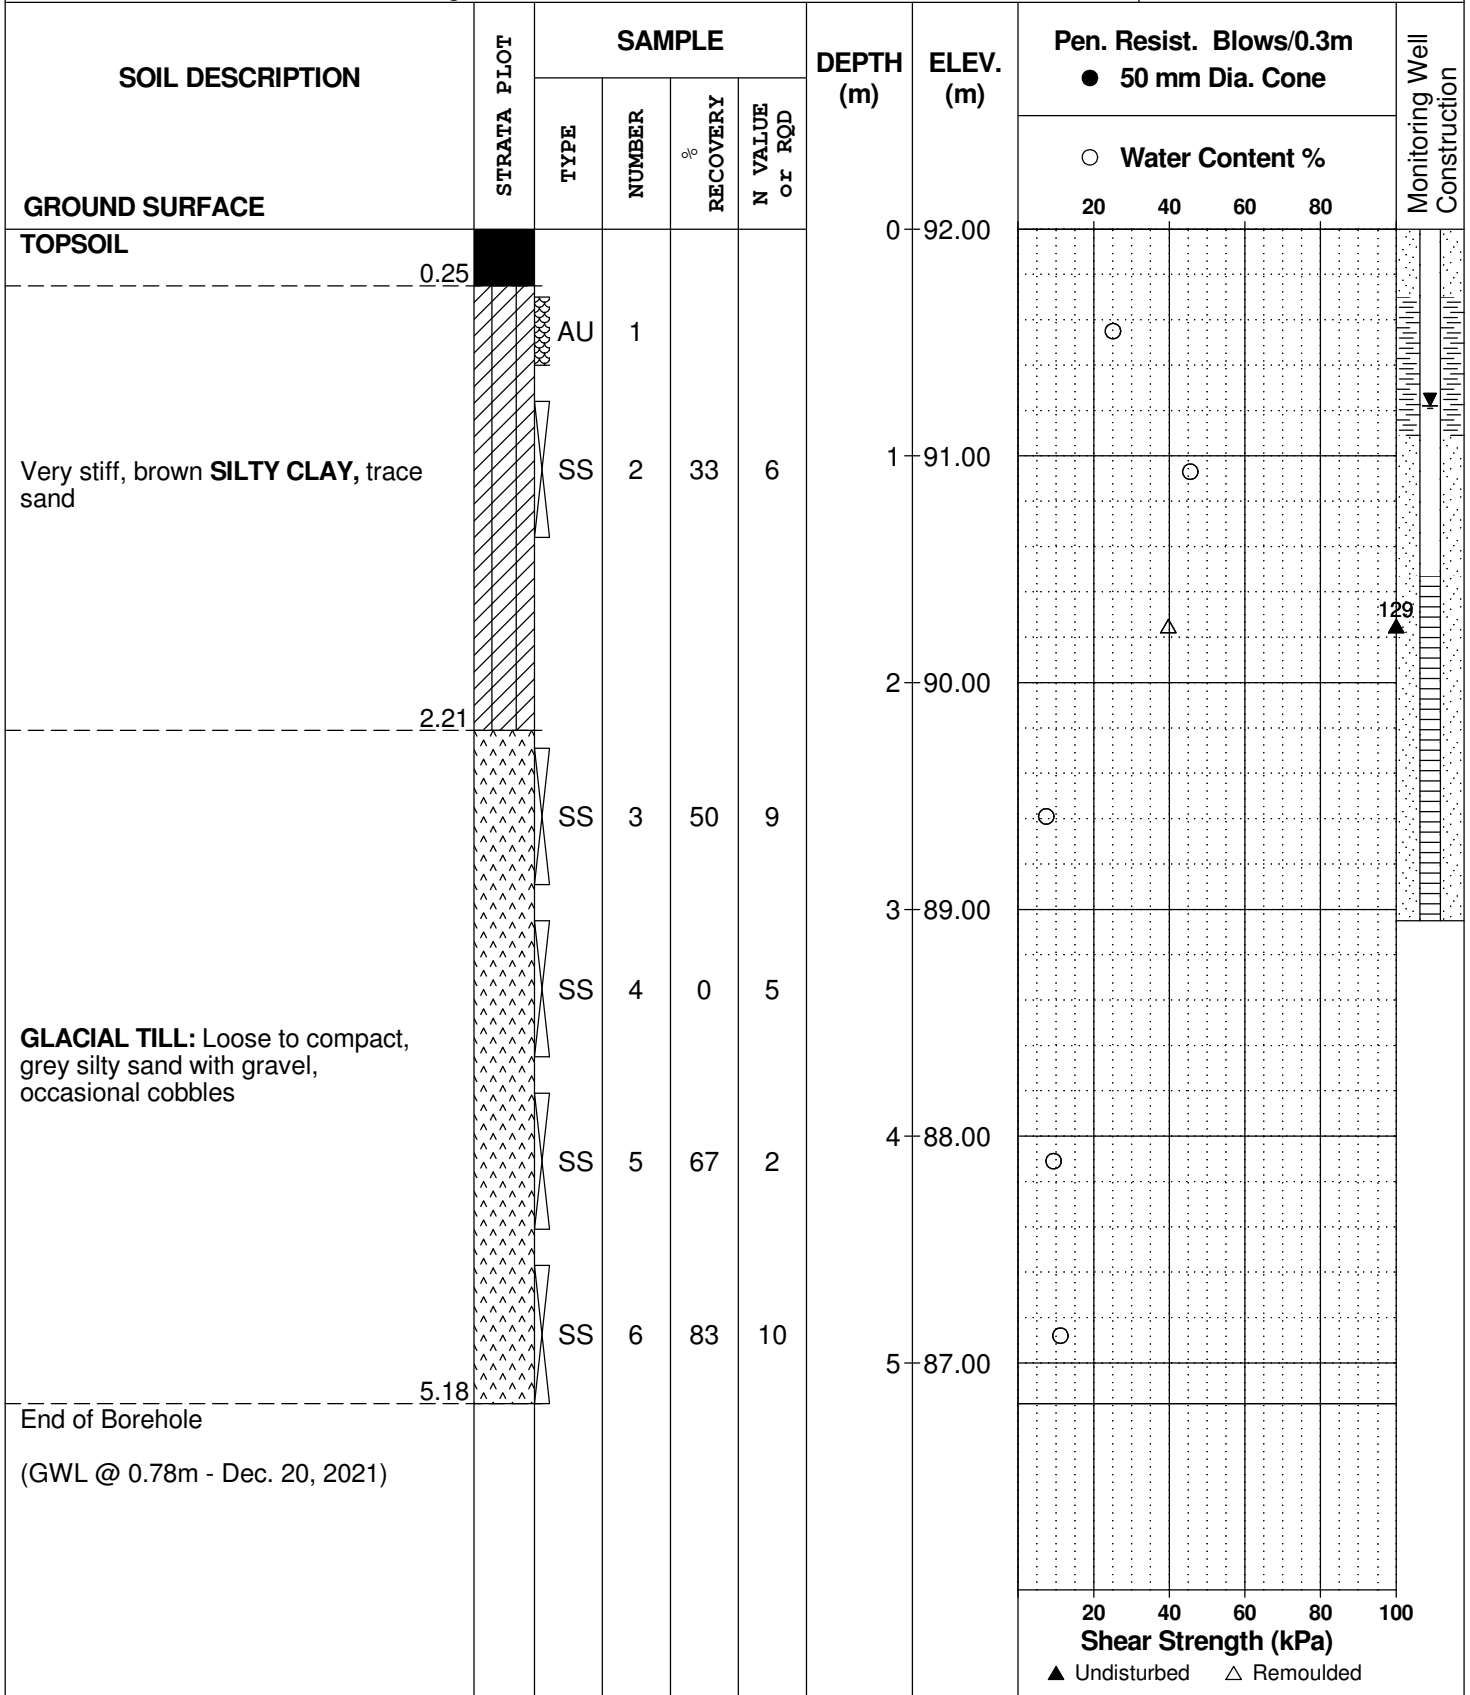 SOIL DESCRIPTION
GROUND SURFACE
STRATA PLOT
SAMPLE
TYPE
NUMBER
% RECOVERY
N VALUE
or RQD
DEPTH
(m)
ELEV.
(m)
Pen. Resist. Blows/0.3m
● 50 mm Dia. Cone
○ Water Content %
20 40 60 80
Monitoring Well
Construction
TOPSOIL
0.25
0 92.00
AU 1
Very stiff, brown SILTY CLAY, trace
sand
SS 2 33 6
1 91.00
129
2 90.00
2.21
SS 3 50 9
3 89.00
SS 4 0 5
GLACIAL TILL: Loose to compact,
grey silty sand with gravel,
occasional cobbles
4 88.00
SS 5 67 2
SS 6 83 10
5 87.00
5.18
End of Borehole
(GWL @ 0.78m - Dec. 20, 2021)
20 40 60 80 100
Shear Strength (kPa)
▲ Undisturbed △ Remoulded